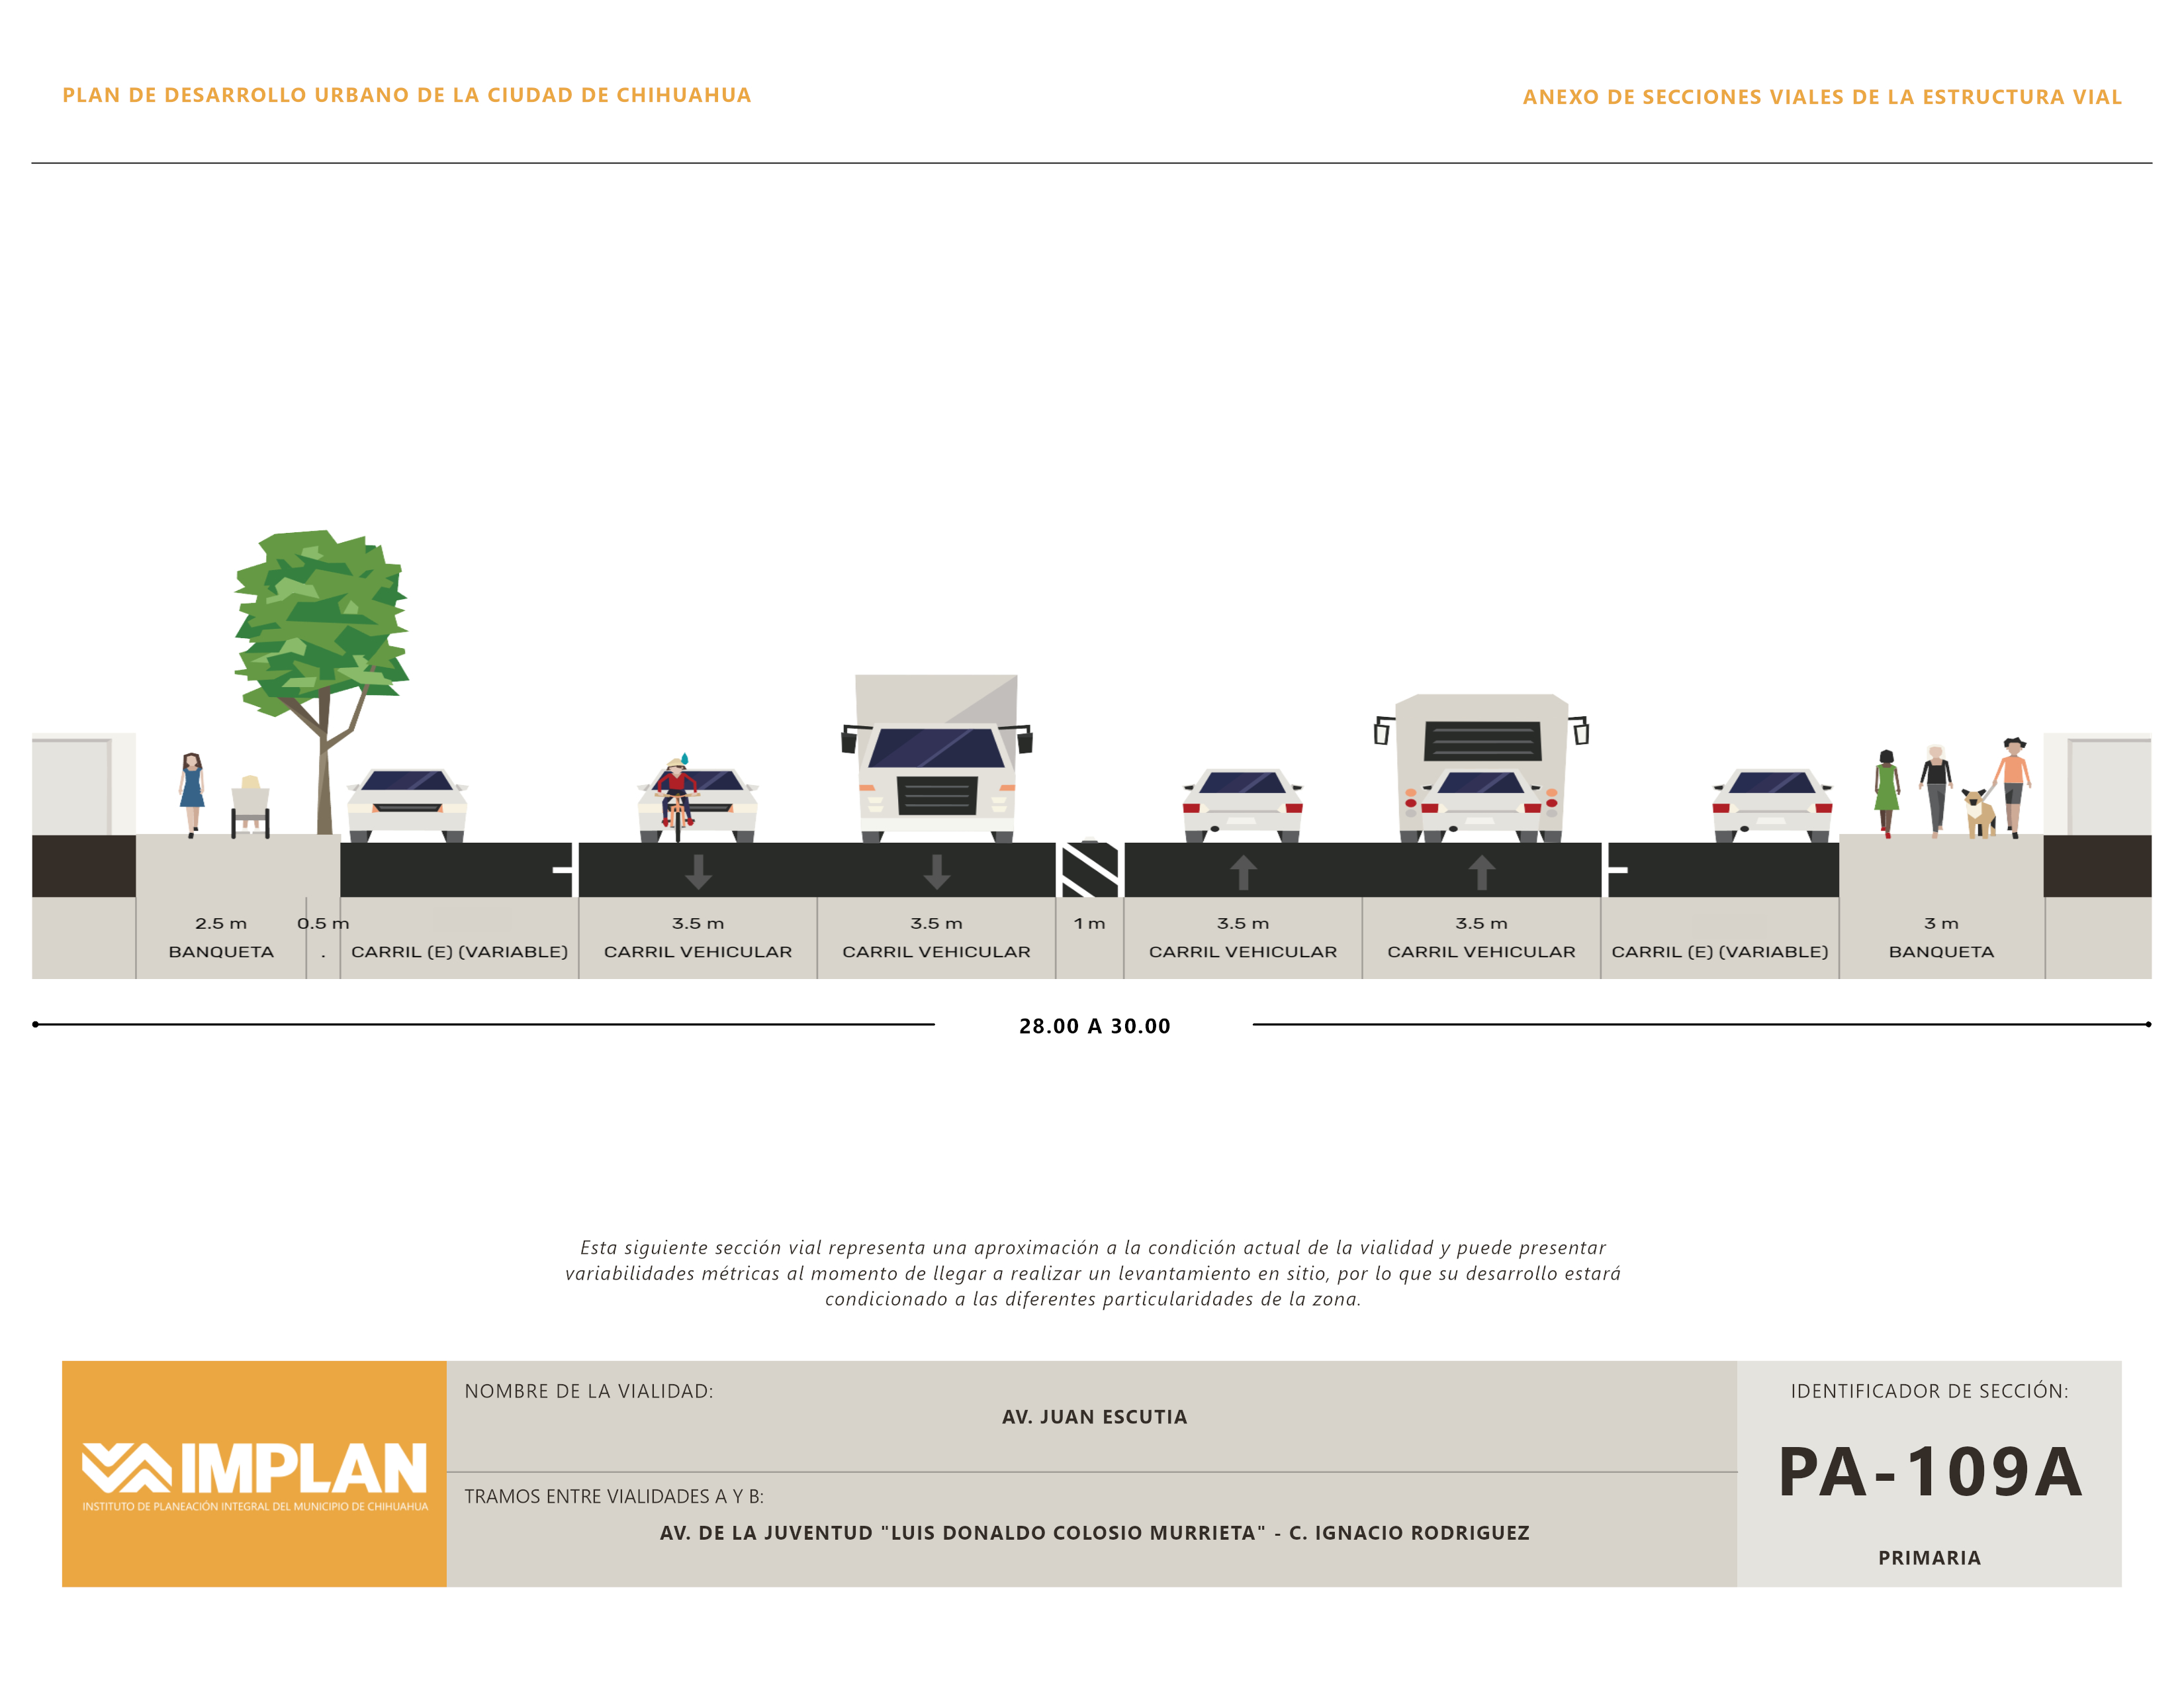 PLAN DE DESARROLLO URBANO DE LA CIUDAD DE CHIHUAHUA
ANEXO DE SECCIONES VIALES DE LA ESTRUCTURA VIAL
2.5 m
BANQUETA
0.5 m
.
CARRIL (E) (VARIABLE)
3.5 m
CARRIL VEHICULAR
3.5 m
CARRIL VEHICULAR
1 m
3.5 m
CARRIL VEHICULAR
3.5 m
CARRIL VEHICULAR
CARRIL (E) (VARIABLE)
3 m
BANQUETA
28.00 A 30.00
Esta siguiente sección vial representa una aproximación a la condición actual de la vialidad y puede presentar
variabilidades métricas al momento de llegar a realizar un levantamiento en sitio, por lo que su desarrollo estará
condicionado a las diferentes particularidades de la zona.
IMPLAN
INSTITUTO DE PLANEACIÓN INTEGRAL DEL MUNICIPIO DE CHIHUAHUA
NOMBRE DE LA VIALIDAD:
AV. JUAN ESCUTIA
TRAMOS ENTRE VIALIDADES A Y B:
AV. DE LA JUVENTUD "LUIS DONALDO COLOSIO MURRIETA" - C. IGNACIO RODRIGUEZ
IDENTIFICADOR DE SECCIÓN:
PA-109A
PRIMARIA